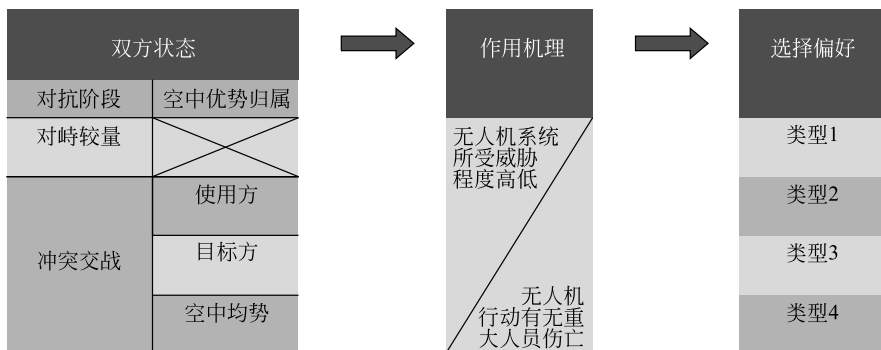 双方状态
作用机理
选择偏好
对抗阶段
空中优势归属
对峙较量
冲突交战
使用方
目标方
空中均势
无人机系统
所受威胁
程度高低
无人机
行动有无重
大人员伤亡
类型1
类型2
类型3
类型4